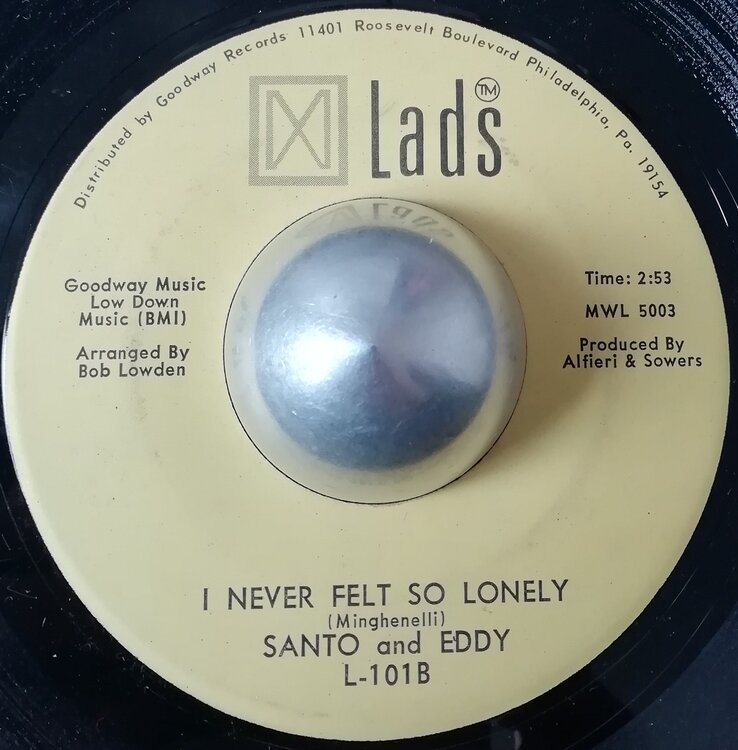 Distributed by Goodway Records 11401 Roosevelt Boulevard Philadelphia, Pa. 19154
Lads TM
Goodway Music
Low Down
Music (BMI)
Arranged By
Bob Lowden
Time: 2:53
MWL 5003
Produced By
Alfieri & Sowers
I NEVER FELT SO LONELY
(Minghenelli)
SANTO and EDDY
L-101B